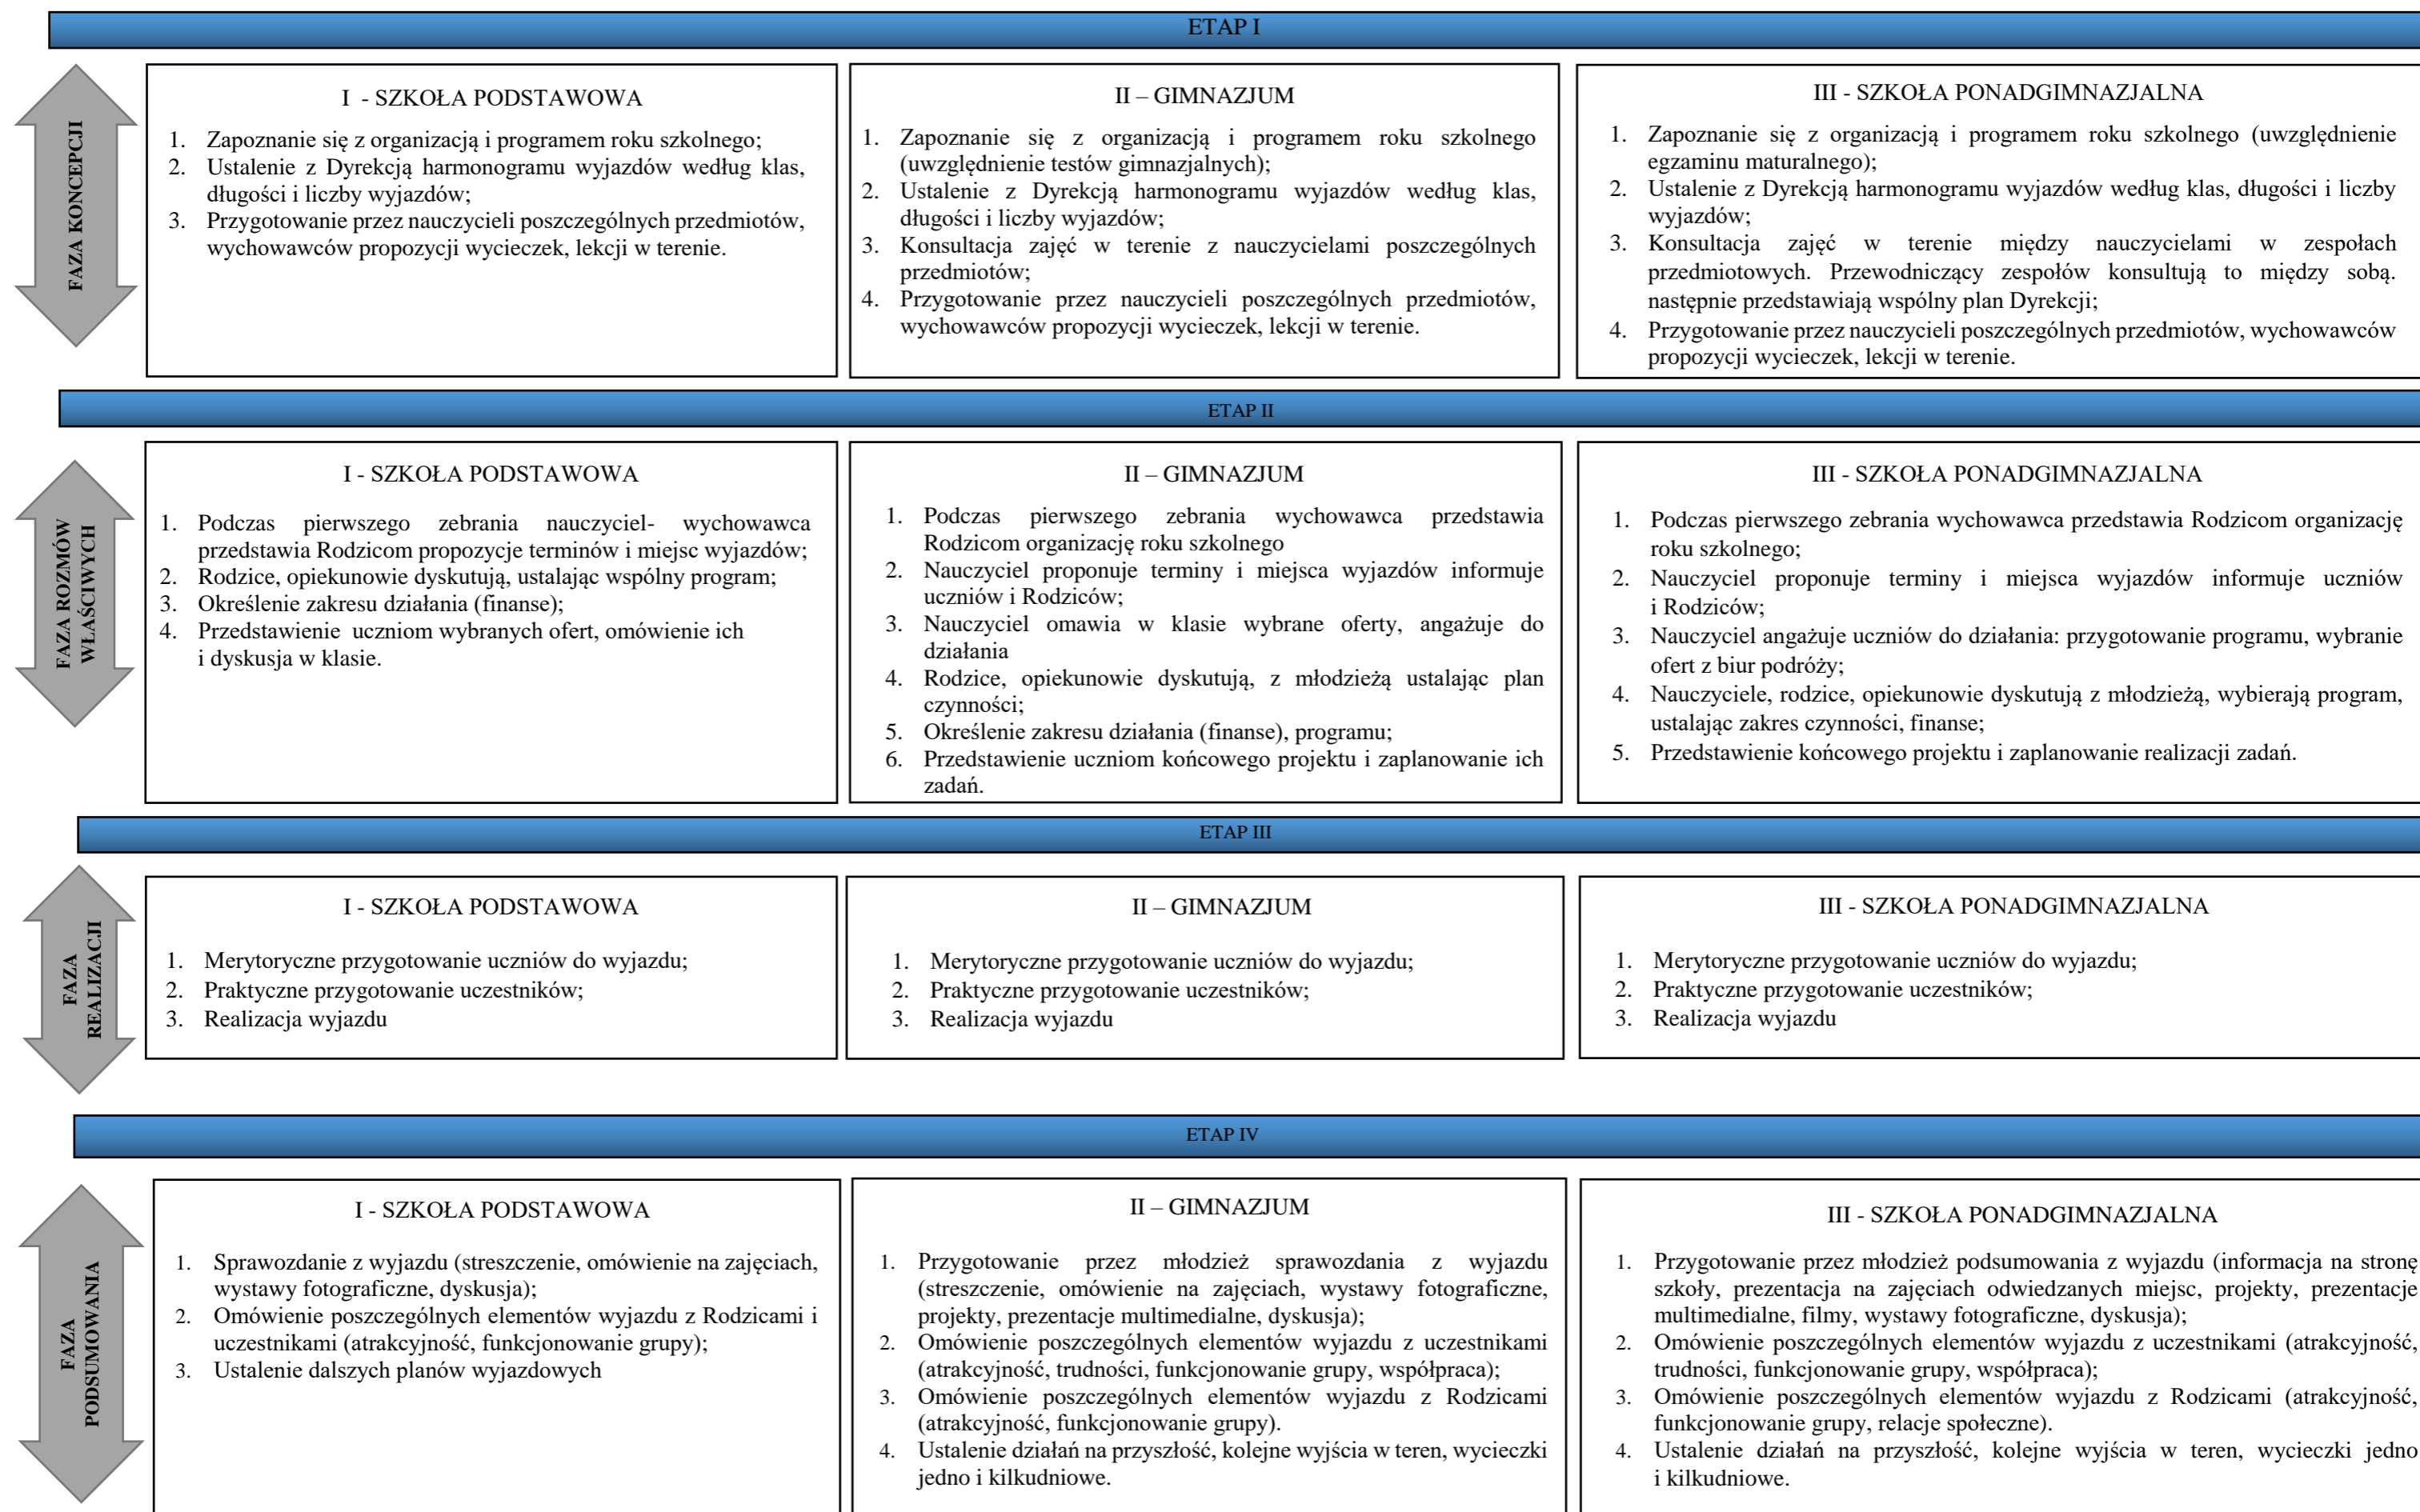 ETAP I
FAZA KONCEPCJI
I - SZKOŁA PODSTAWOWA
1. Zapoznanie się z organizacją i programem roku szkolnego;
2. Ustalenie z Dyrekcją harmonogramu wyjazdów według klas,
długości i liczby wyjazdów;
3. Przygotowanie przez nauczycieli poszczególnych przedmiotów,
wychowawców propozycji wycieczek, lekcji w terenie.
II – GIMNAZJUM
1. Zapoznanie się z organizacją i programem roku szkolnego
(uwzględnienie testów gimnazjalnych);
2. Ustalenie z Dyrekcją harmonogramu wyjazdów według klas,
długości i liczby wyjazdów;
3. Konsultacja zajęć w terenie z nauczycielami poszczególnych
przedmiotów;
4. Przygotowanie przez nauczycieli poszczególnych przedmiotów,
wychowawców propozycji wycieczek, lekcji w terenie.
III - SZKOŁA PONADGIMNAZJALNA
1. Zapoznanie się z organizacją i programem roku szkolnego (uwzględnienie
egzaminu maturalnego);
2. Ustalenie z Dyrekcją harmonogramu wyjazdów według klas, długości i liczby
wyjazdów;
3. Konsultacja zajęć w terenie między nauczycielami w zespołach
przedmiotowych. Przewodniczący zespołów konsultują to między sobą.
następnie przedstawiają wspólny plan Dyrekcji;
4. Przygotowanie przez nauczycieli poszczególnych przedmiotów, wychowawców
propozycji wycieczek, lekcji w terenie.
ETAP II
FAZA ROZMÓW
WŁAŚCIWYCH
I - SZKOŁA PODSTAWOWA
1. Podczas pierwszego zebrania nauczyciel- wychowawca
przedstawia Rodzicom propozycje terminów i miejsc wyjazdów;
2. Rodzice, opiekunowie dyskutują, ustalając wspólny program;
3. Określenie zakresu działania (finanse);
4. Przedstawienie uczniom wybranych ofert, omówienie ich
i dyskusja w klasie.
II – GIMNAZJUM
1. Podczas pierwszego zebrania wychowawca przedstawia
Rodzicom organizację roku szkolnego
2. Nauczyciel proponuje terminy i miejsca wyjazdów informuje
uczniów i Rodziców;
3. Nauczyciel omawia w klasie wybrane oferty, angażuje do
działania
4. Rodzice, opiekunowie dyskutują, z młodzieżą ustalając plan
czynności;
5. Określenie zakresu działania (finanse), programu;
6. Przedstawienie uczniom końcowego projektu i zaplanowanie ich
zadań.
III - SZKOŁA PONADGIMNAZJALNA
1. Podczas pierwszego zebrania wychowawca przedstawia Rodzicom organizację
roku szkolnego;
2. Nauczyciel proponuje terminy i miejsca wyjazdów informuje uczniów
i Rodziców;
3. Nauczyciel angażuje uczniów do działania: przygotowanie programu, wybranie
ofert z biur podróży;
4. Nauczyciele, rodzice, opiekunowie dyskutują z młodzieżą, wybierają program,
ustalając zakres czynności, finanse;
5. Przedstawienie końcowego projektu i zaplanowanie realizacji zadań.
ETAP III
FAZA
REALIZACJI
I - SZKOŁA PODSTAWOWA
1. Merytoryczne przygotowanie uczniów do wyjazdu;
2. Praktyczne przygotowanie uczestników;
3. Realizacja wyjazdu
II – GIMNAZJUM
1. Merytoryczne przygotowanie uczniów do wyjazdu;
2. Praktyczne przygotowanie uczestników;
3. Realizacja wyjazdu
III - SZKOŁA PONADGIMNAZJALNA
1. Merytoryczne przygotowanie uczniów do wyjazdu;
2. Praktyczne przygotowanie uczestników;
3. Realizacja wyjazdu
ETAP IV
FAZA
PODSUMOWANIA
I - SZKOŁA PODSTAWOWA
1. Sprawozdanie z wyjazdu (streszczenie, omówienie na zajęciach,
wystawy fotograficzne, dyskusja);
2. Omówienie poszczególnych elementów wyjazdu z Rodzicami i
uczestnikami (atrakcyjność, funkcjonowanie grupy);
3. Ustalenie dalszych planów wyjazdowych
II – GIMNAZJUM
1. Przygotowanie przez młodzież sprawozdania z wyjazdu
(streszczenie, omówienie na zajęciach, wystawy fotograficzne,
projekty, prezentacje multimedialne, dyskusja);
2. Omówienie poszczególnych elementów wyjazdu z uczestnikami
(atrakcyjność, trudności, funkcjonowanie grupy, współpraca);
3. Omówienie poszczególnych elementów wyjazdu z Rodzicami
(atrakcyjność, funkcjonowanie grupy).
4. Ustalenie działań na przyszłość, kolejne wyjścia w teren, wycieczki
jedno i kilkudniowe.
III - SZKOŁA PONADGIMNAZJALNA
1. Przygotowanie przez młodzież podsumowania z wyjazdu (informacja na stronę
szkoły, prezentacja na zajęciach odwiedzanych miejsc, projekty, prezentacje
multimedialne, filmy, wystawy fotograficzne, dyskusja);
2. Omówienie poszczególnych elementów wyjazdu z uczestnikami (atrakcyjność,
trudności, funkcjonowanie grupy, współpraca);
3. Omówienie poszczególnych elementów wyjazdu z Rodzicami (atrakcyjność,
funkcjonowanie grupy, relacje społeczne).
4. Ustalenie działań na przyszłość, kolejne wyjścia w teren, wycieczki jedno
i kilkudniowe.